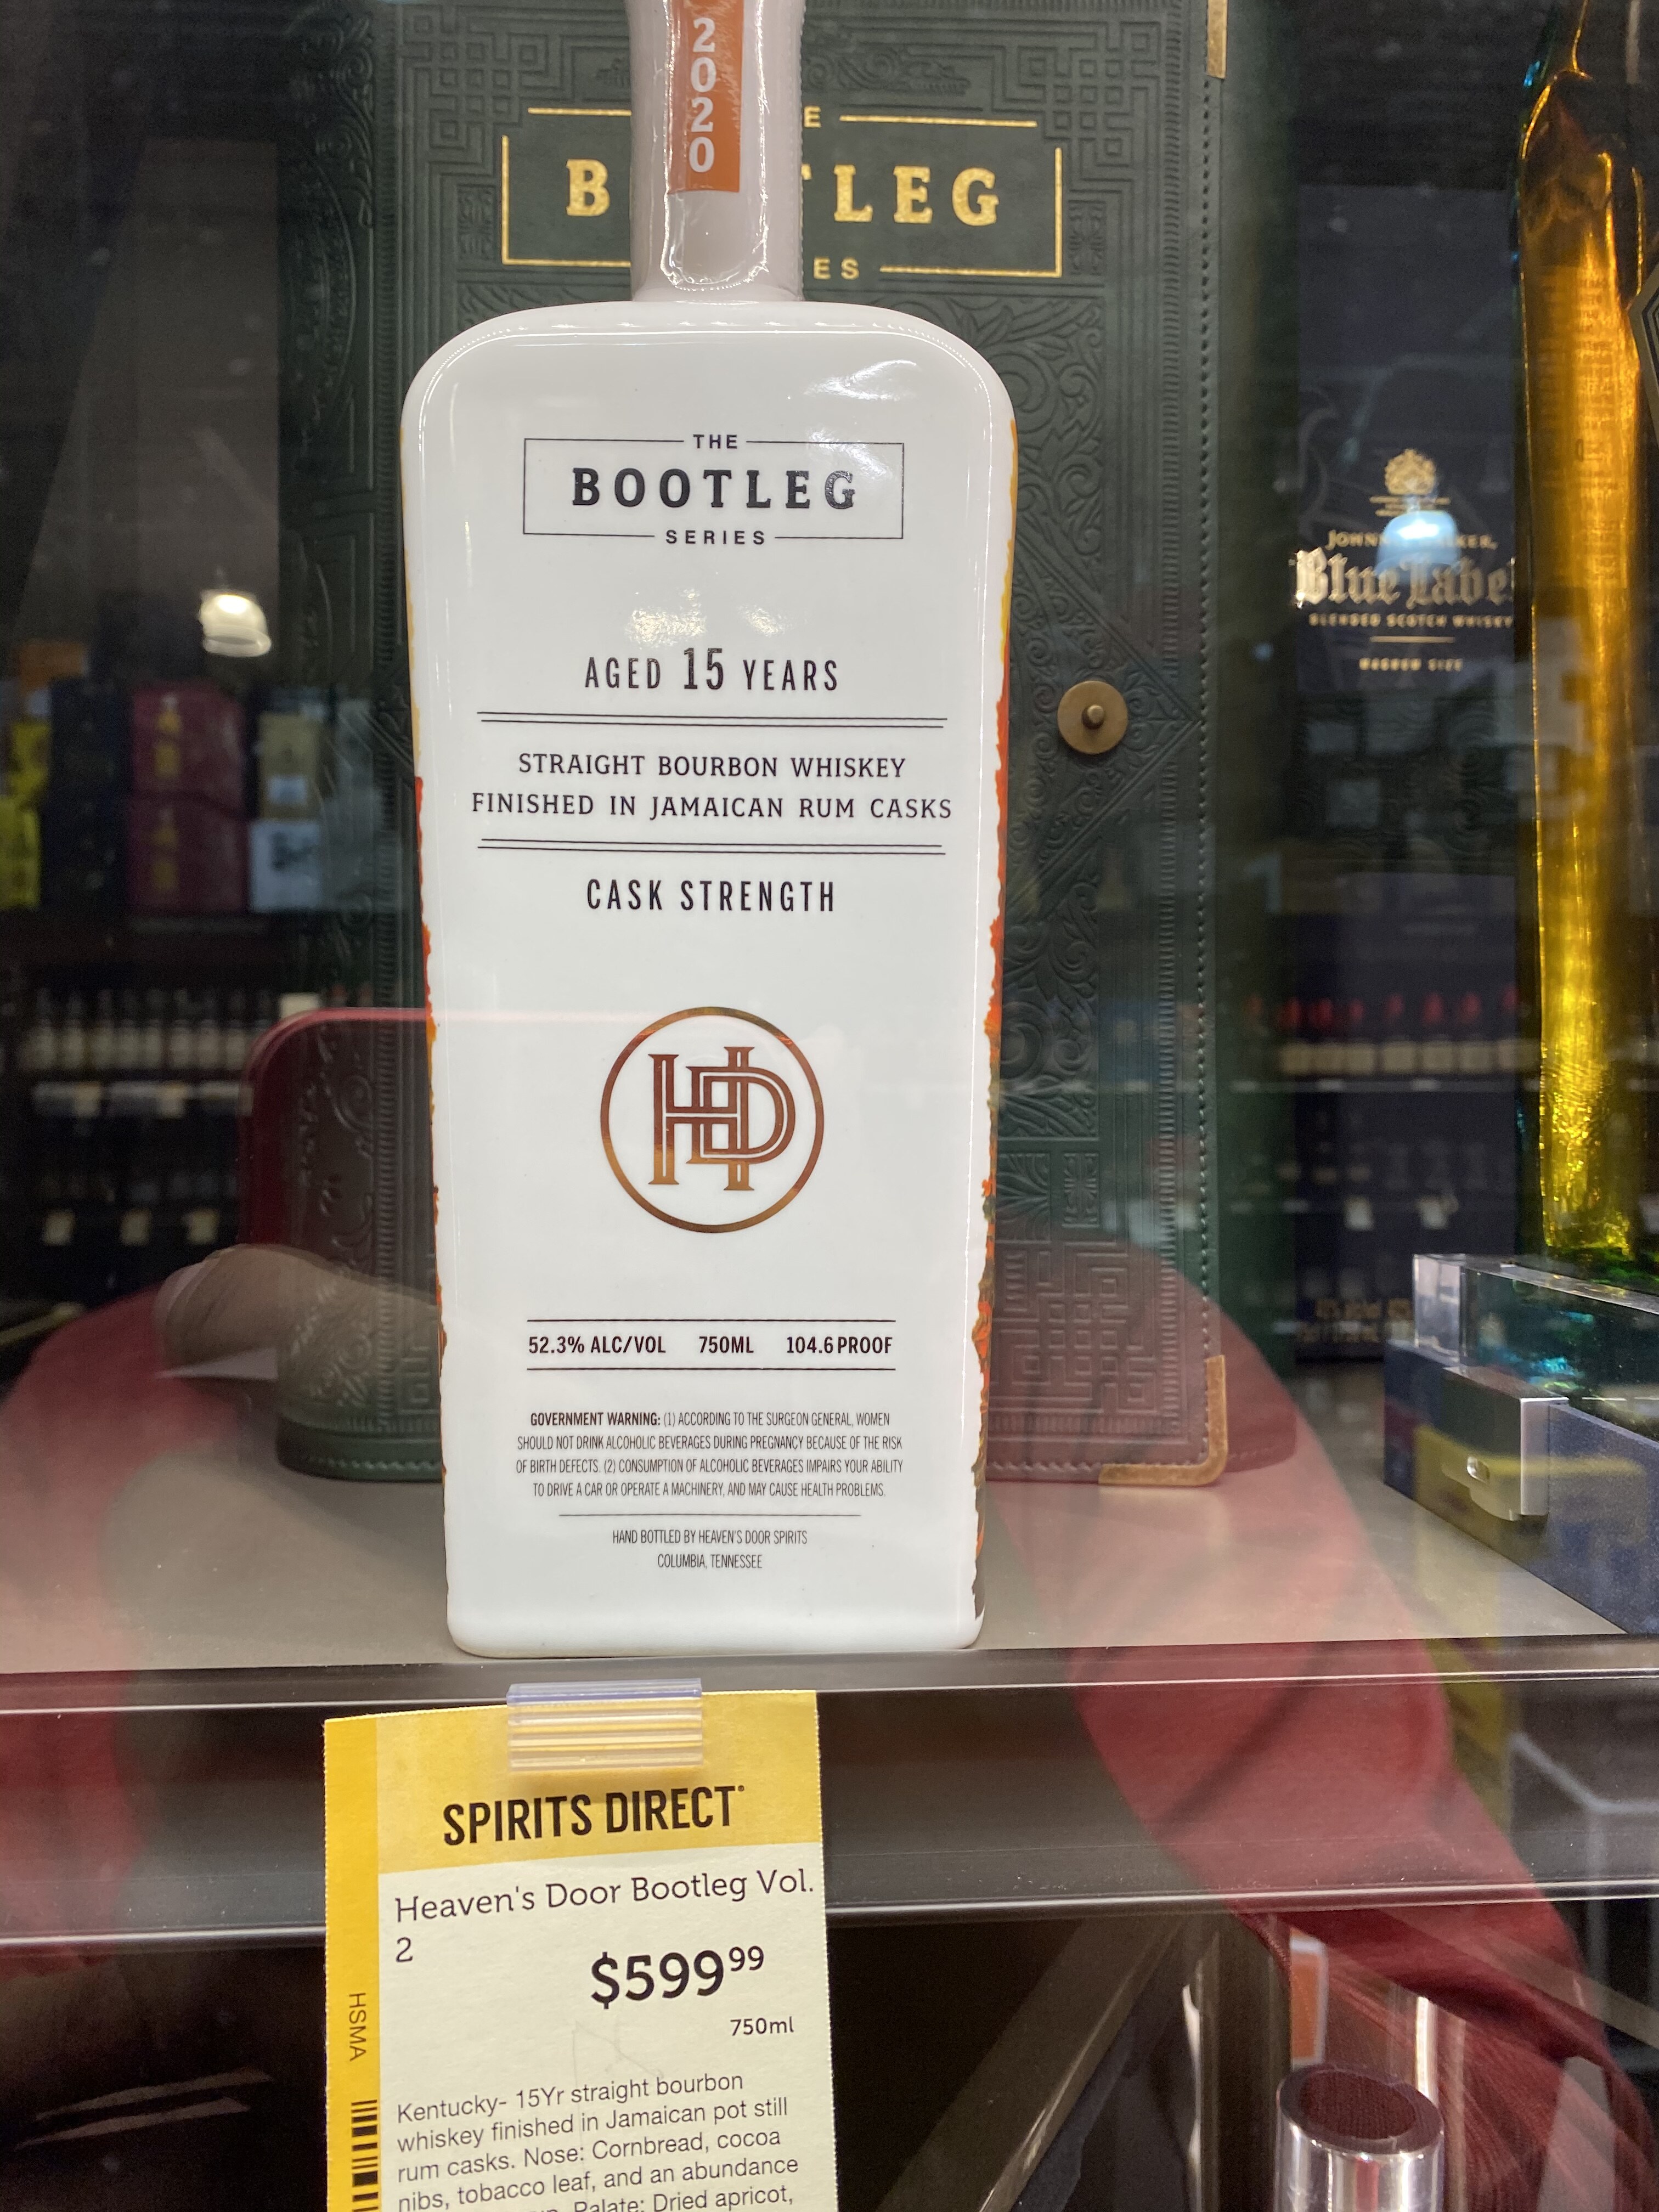 2020
E
B LEG
ES
THE
BOOTLEG
SERIES
AGED 15 YEARS
STRAIGHT BOURBON WHISKEY
FINISHED IN JAMAICAN RUM CASKS
CASK STRENGTH
HD
52.3% ALC/VOL 750ML 104.6 PROOF
GOVERNMENT WARNING: (1) ACCORDING TO THE SURGEON GENERAL, WOMEN
SHOULD NOT DRINK ALCOHOLIC BEVERAGES DURING PREGNANCY BECAUSE OF THE RISK
OF BIRTH DEFECTS. (2) CONSUMPTION OF ALCOHOLIC BEVERAGES IMPAIRS YOUR ABILITY
TO DRIVE A CAR OR OPERATE A MACHINERY, AND MAY CAUSE HEALTH PROBLEMS.
HAND BOTTLED BY HEAVEN'S DOOR SPIRITS
COLUMBIA, TENNESSEE
Blue Label
BLENDED SCOTCH WHISKY
MAGNUM SIZE
SPIRITS DIRECT
Heaven's Door Bootleg Vol.
2
$599 99
750ml
HSMA
Kentucky- 15Yr straight bourbon
whiskey finished in Jamaican pot still
rum casks. Nose: Cornbread, cocoa
nibs, tobacco leaf, and an abundance
Palate: Dried apricot,